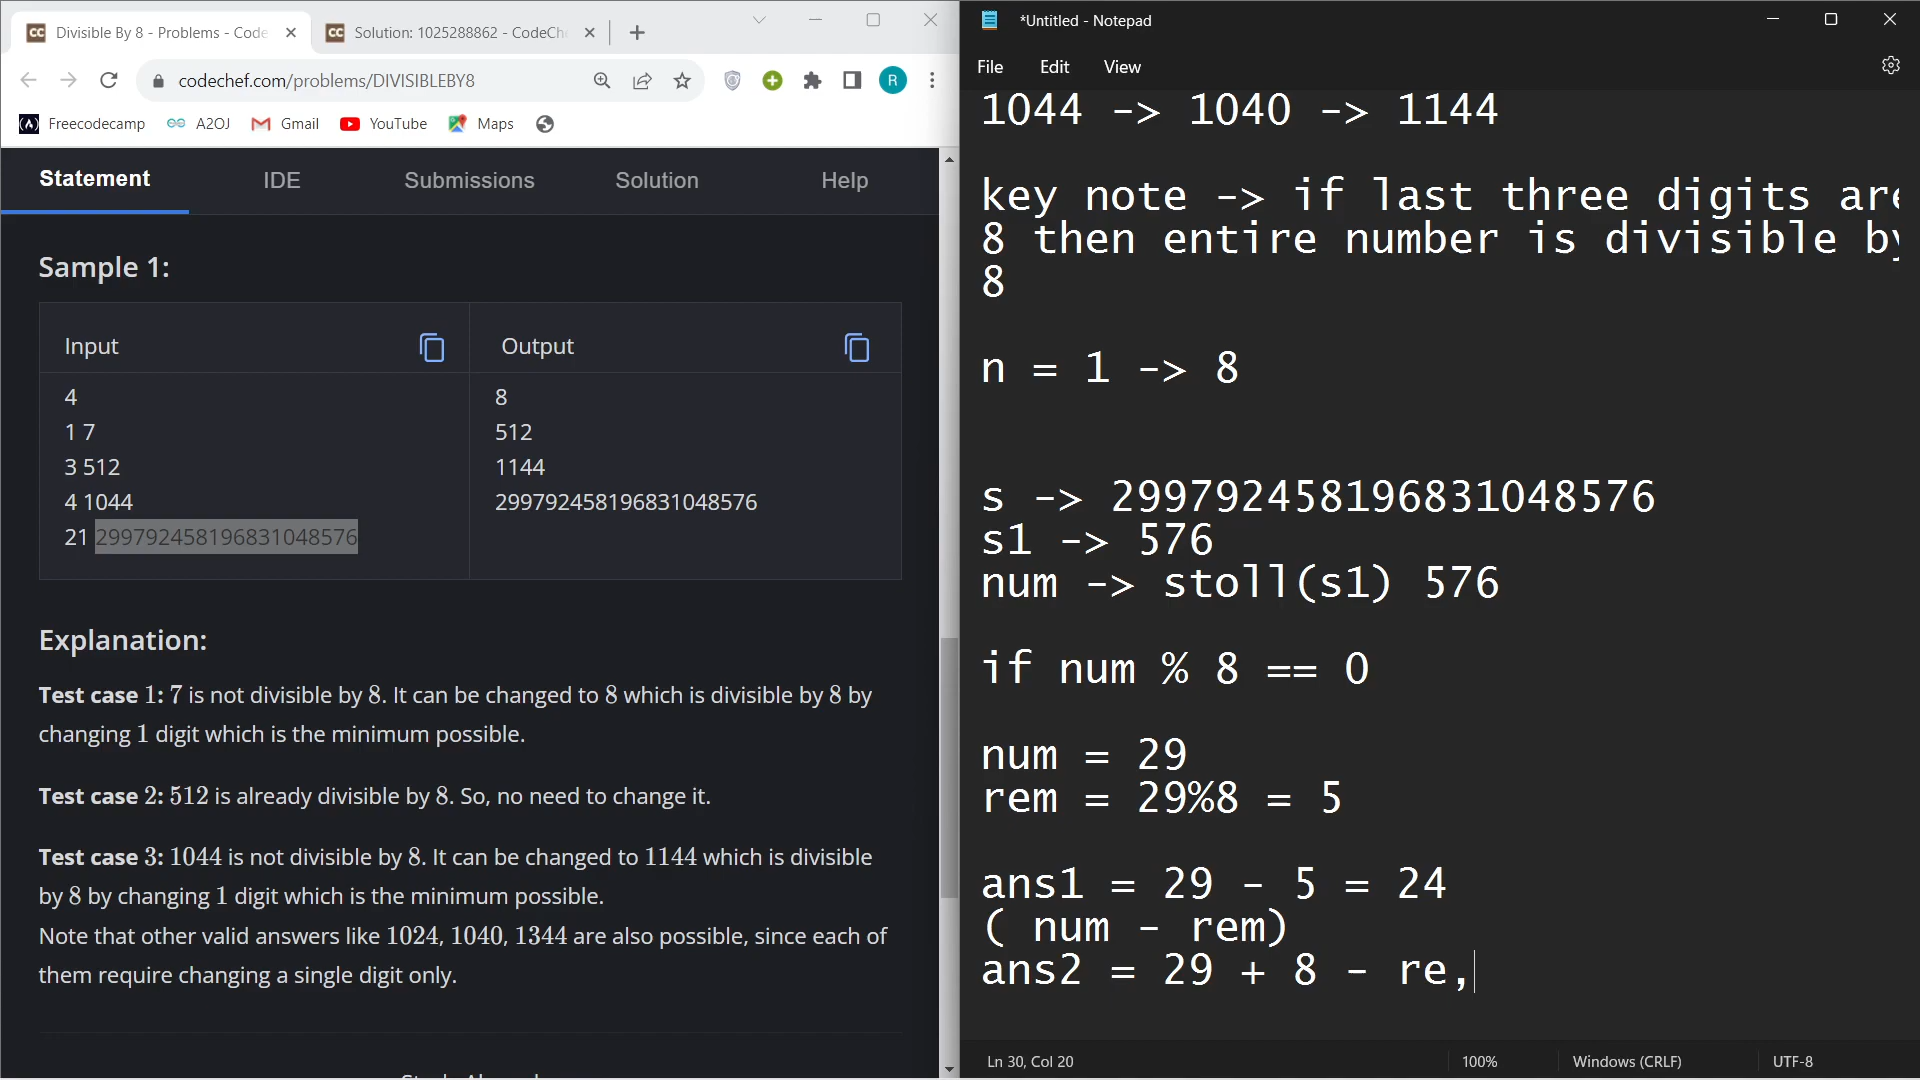 Divisible By 8 - Problems - Code
Solution: 1025288862 - CodeChe
codechef.com/problems/DIVISIBLEBY8
R
Freecodecamp
A2OJ
Gmail
YouTube
Maps
Statement
IDE
Submissions
Solution
Help
Sample 1:
Input
Output
4
1 7
3 512
4 1044
21 299792458196831048576
8
512
1144
299792458196831048576
Explanation:
Test case 1: 7 is not divisible by 8. It can be changed to 8 which is divisible by 8 by
changing 1 digit which is the minimum possible.
Test case 2: 512 is already divisible by 8. So, no need to change it.
Test case 3: 1044 is not divisible by 8. It can be changed to 1144 which is divisible
by 8 by changing 1 digit which is the minimum possible.
Note that other valid answers like 1024, 1040, 1344 are also possible, since each of
them require changing a single digit only.
*Untitled - Notepad
File
Edit
View
1044 -> 1040 -> 1144
key note -> if last three digits are
8 then entire number is divisible by
8
n = 1 -> 8
s -> 299792458196831048576
s1 -> 576
num -> stoll(s1) 576
if num % 8 == 0
num = 29
rem = 29%8 = 5
ans1 = 29 - 5 = 24
( num - rem)
ans2 = 29 + 8 - re,
Ln 30, Col 20
100%
Windows (CRLF)
UTF-8